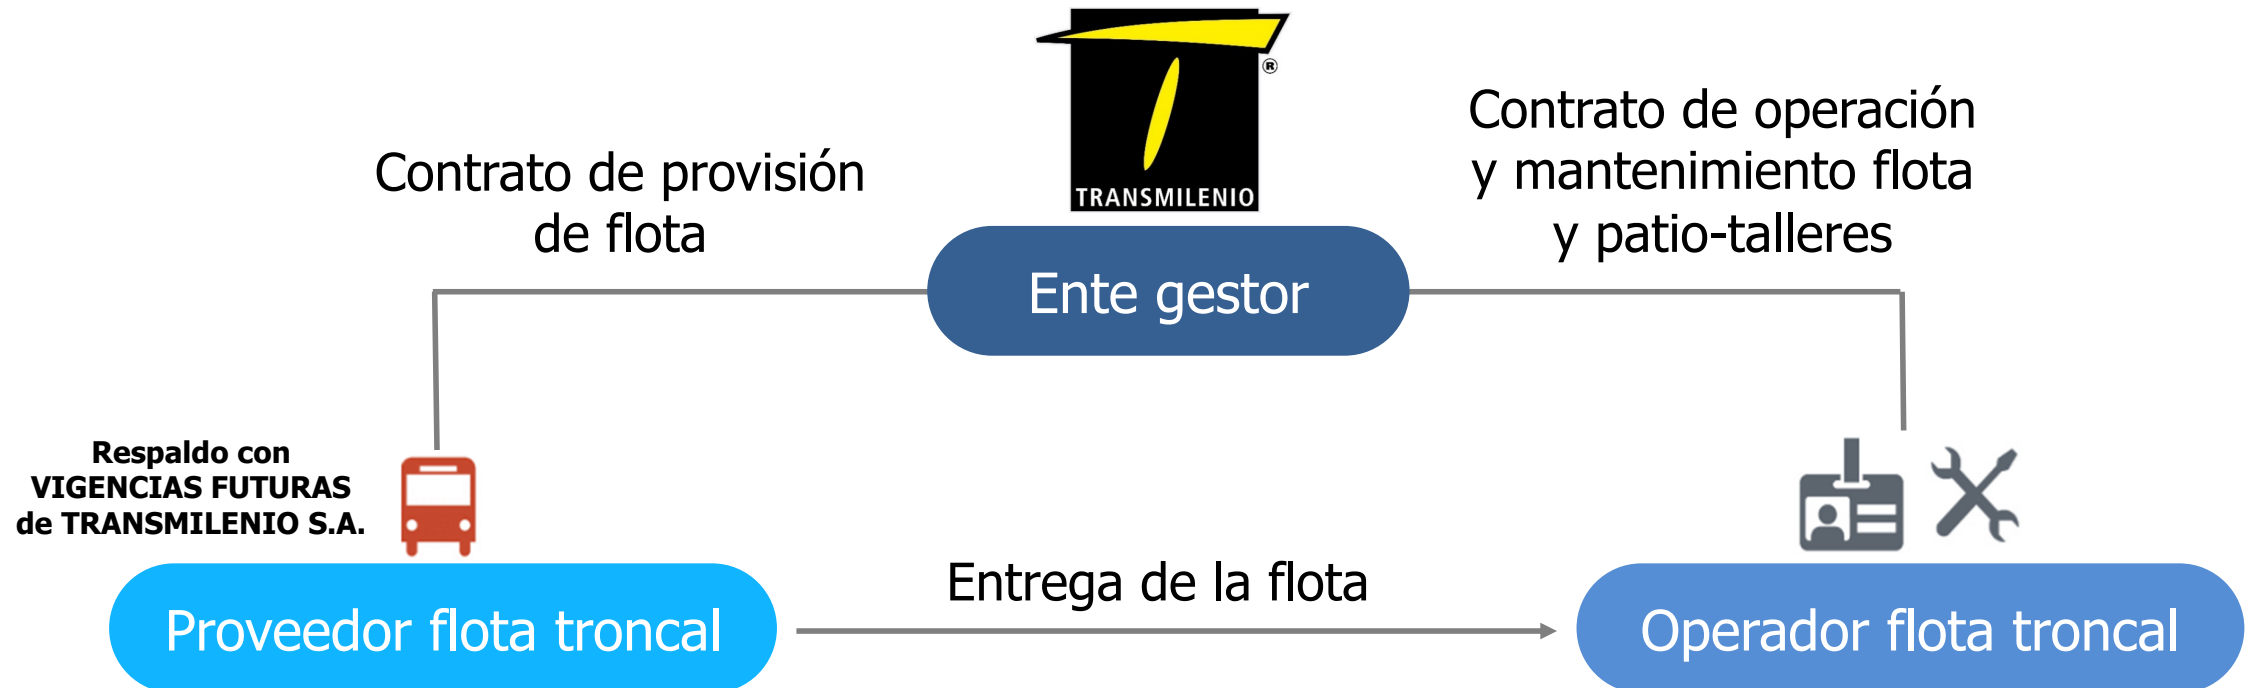 TRANSMILENIO
®
Contrato de provisión
de flota
Contrato de operación
y mantenimiento flota
y patio-talleres
Ente gestor
Respaldo con
VIGENCIAS FUTURAS
de TRANSMILENIO S.A.
Entrega de la flota
Proveedor flota troncal
Operador flota troncal